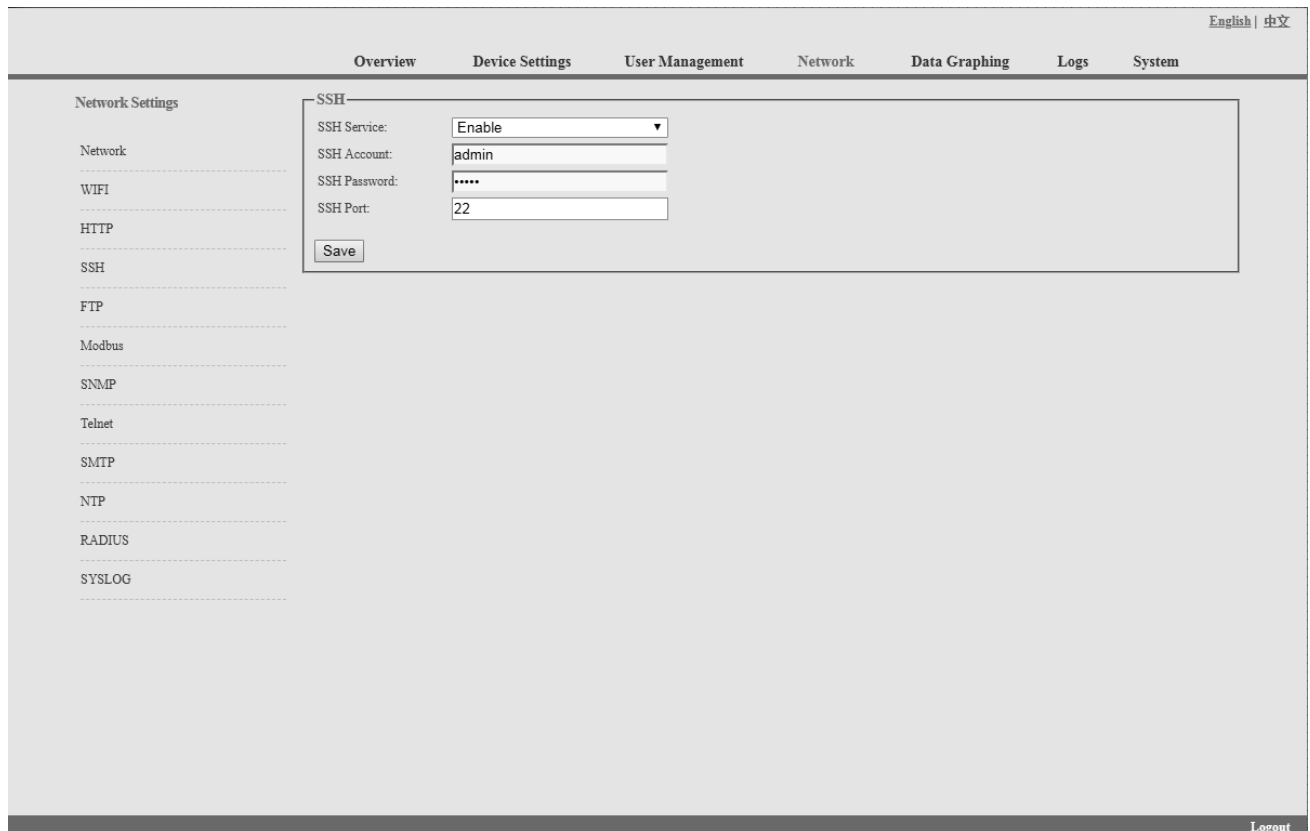 English | 中文
Overview Device Settings User Management Network Data Graphing Logs System
Network Settings
Network
WIFI
HTTP
SSH
FTP
Modbus
SNMP
Telnet
SMTP
NTP
RADIUS
SYSLOG
SSH
SSH Service: Enable
SSH Account: admin
SSH Password: •••••
SSH Port: 22
Save
Logout